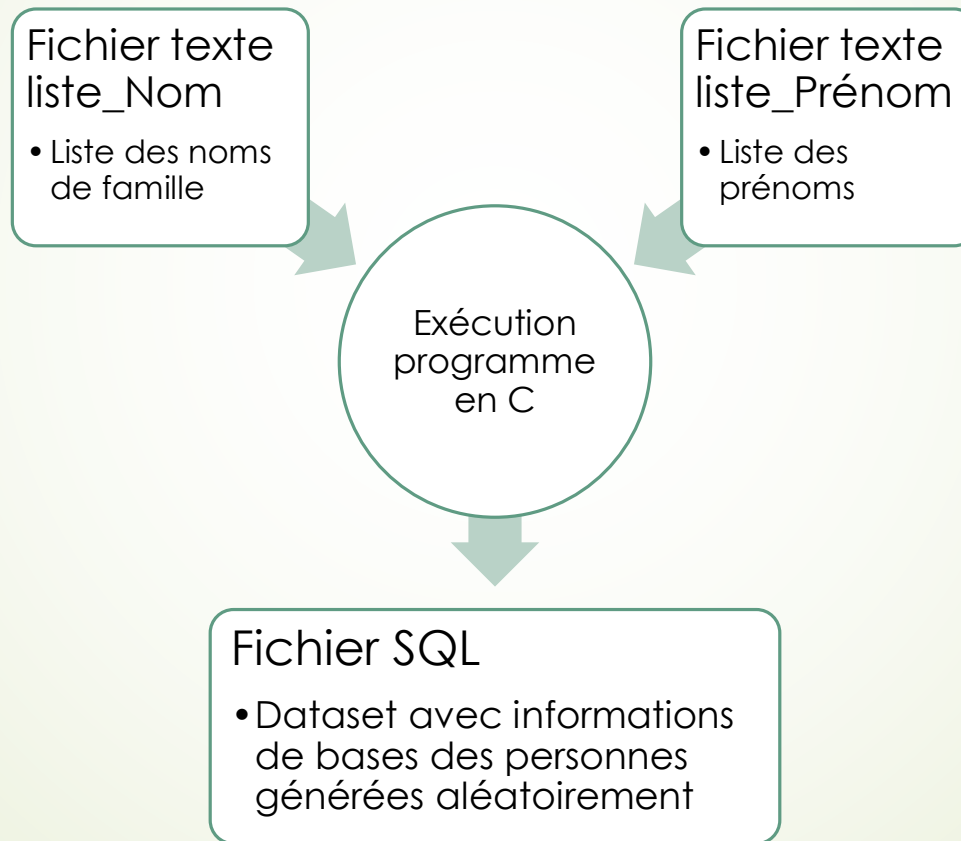 Fichier texte
liste_Nom
• Liste des noms
de famille
Fichier texte
liste_Prénom
• Liste des
prénoms
Exécution
programme
en C
Fichier SQL
• Dataset avec informations
de bases des personnes
générées aléatoirement